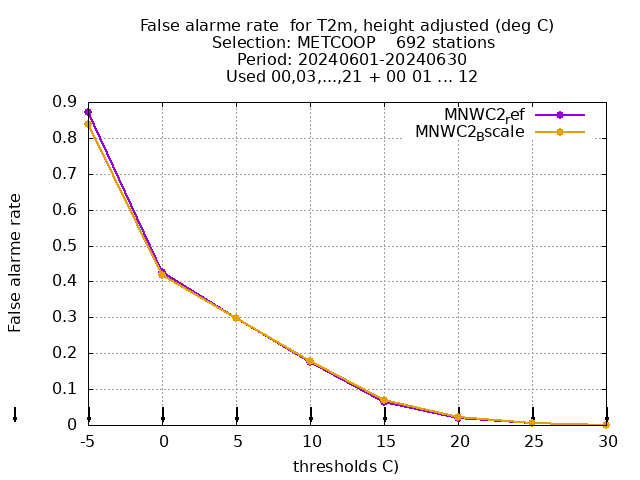 False alarme rate  for T2m, height adjusted (deg C)
Selection: METCOOP    692 stations
Period: 20240601-20240630
Used 00,03,...,21 + 00 01 ... 12
MNWC2ref
MNWC2Bscale
False alarme rate
0.9
0.8
0.7
0.6
0.5
0.4
0.3
0.2
0.1
0
-5 0 5 10 15 20 25 30
thresholds C)